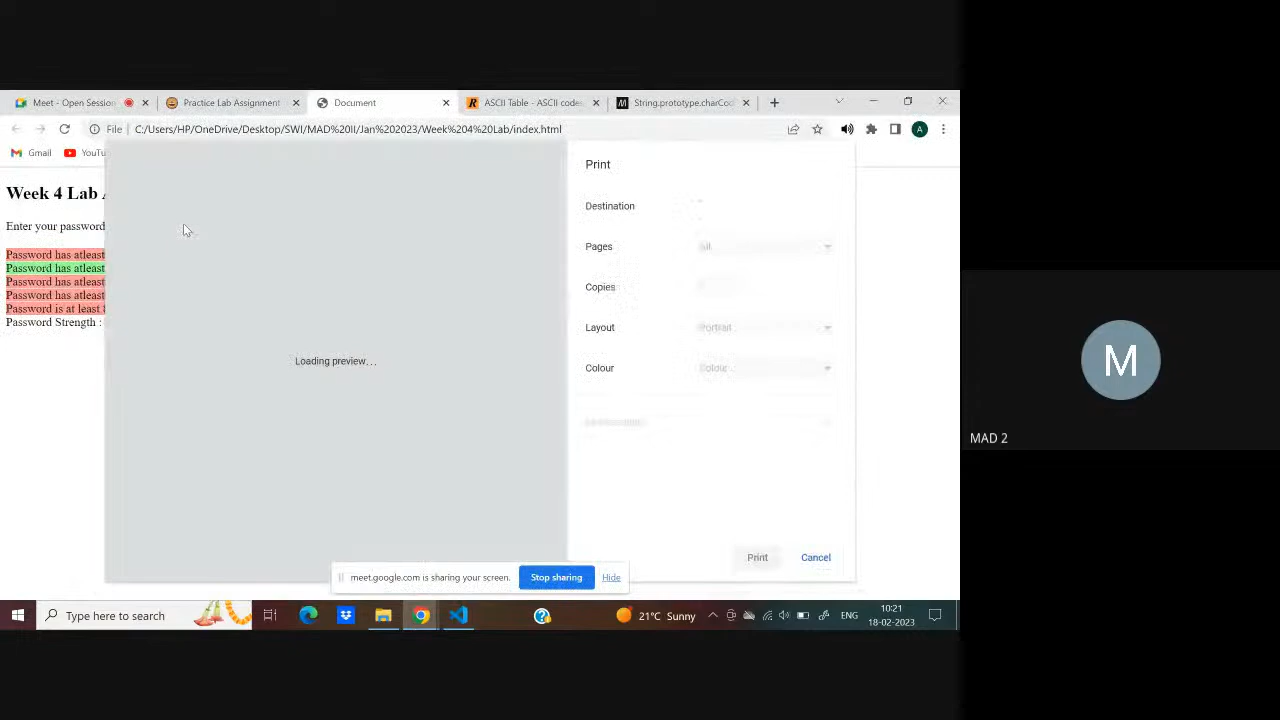 Meet - Open Session
Practice Lab Assignment
Document
ASCII Table - ASCII codes
String.prototype.charCod
File
C:/Users/HP/OneDrive/Desktop/SWI/MAD%20II/Jan%202023/Week%204%20Lab/index.html
A
Gmail
YouTu
Week 4 Lab
Enter your password
Password has atleast
Password has atleast
Password has atleast
Password has atleast
Password is at least
Password Strength :
Loading preview...
Print
Destination
Pages
All
Copies
Layout
Portrait
Colour
Colour
Print
Cancel
meet.google.com is sharing your screen.
Stop sharing
Hide
M
MAD 2
Type here to search
21°C Sunny
ENG
10:21
18-02-2023